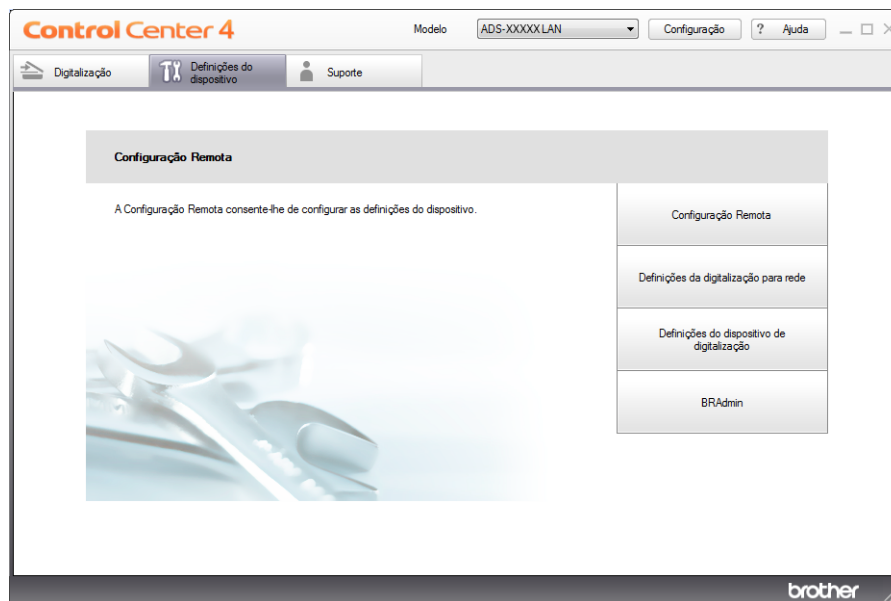 Control Center 4
Modelo
ADS-XXXXX LAN
Configuração
? Ajuda
Digitalização
Definições do
dispositivo
Suporte
Configuração Remota
A Configuração Remota consente-lhe de configurar as definições do dispositivo.
Configuração Remota
Definições da digitalização para rede
Definições do dispositivo de
digitalização
BRAdmin
brother